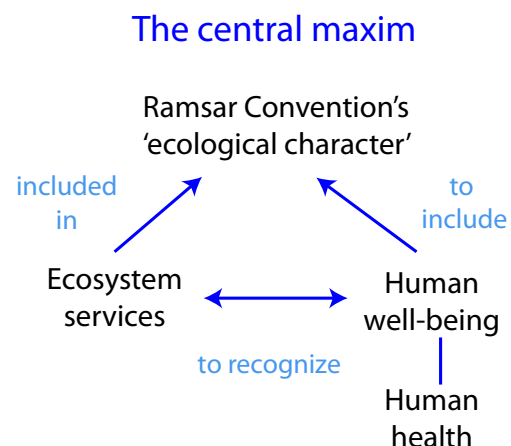 The central maxim
Ramsar Convention's
'ecological character'
included
in
to
include
Ecosystem
services
Human
well-being
to recognize
Human
health